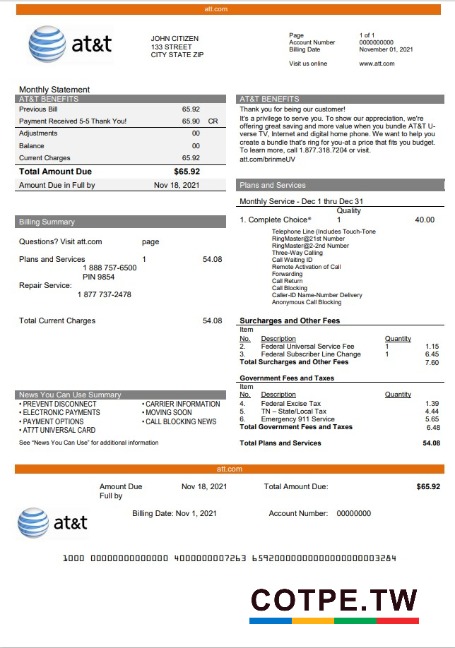 att.com
at&t
JOHN CITIZEN
133 STREET
CITY STATE ZIP
Page 1 of 1
Account Number 0000000000
Billing Date November 01, 2021
Visit us online www.att.com
Monthly Statement
AT&T BENEFITS
Previous Bill 65.92
Payment Received 5-5 Thank You! 65.90 CR
Adjustments 00
Balance 00
Current Charges 65.92
Total Amount Due $65.92
Amount Due in Full by Nov 18, 2021
Billing Summary
Questions? Visit att.com page
Plans and Services 1 54.08
1 888 757-6500
PIN 9854
Repair Service:
1 877 737-2478
Total Current Charges 54.08
News You Can Use Summary
• PREVENT DISCONNECT • CARRIER INFORMATION
• ELECTRONIC PAYMENTS • MOVING SOON
• PAYMENT OPTIONS • CALL BLOCKING NEWS
• AT7T UNIVERSAL CARD
See "News You Can Use" for additional information
AT&T BENEFITS
Thank you for being our customer!
It's a privilege to serve you. To show our appreciation, we're
offering great saving and more value when you bundle AT&T U-
verse TV, Internet and digital home phone. We want to help you
create a bundle that's ring for you-at a price that fits you budget.
To learn more, call 1.877.318.7204 or visit.
att.com/brinmeUV
Plans and Services
Monthly Service - Dec 1 thru Dec 31
Quality
1. Complete Choice® 1 40.00
Telephone Line (Includes Touch-Tone
RingMaster@21st Number
RingMaster@2-2nd Number
Three-Way Calling
Call Waiting ID
Remote Activation of Call
Forwarding
Call Return
Call Blocking
Caller-ID Name-Number Delivery
Anonymous Call Blocking
Surcharges and Other Fees
Item
No. Description Quantity
2. Federal Universal Service Fee 1 1.15
3. Federal Subscriber Line Change 1 6.45
Total Surcharges and Other Fees 7.60
Government Fees and Taxes
Item
No. Description Quantity
4. Federal Excise Tax 1.39
5. TN – State/Local Tax 4.44
6. Emergency 911 Service 5.65
Total Government Fees and Taxes 6.48
Total Plans and Services 54.08
att.com
Amount Due Nov 18, 2021 Total Amount Due: $65.92
Full by
at&t
Billing Date: Nov 1, 2021 Account Number: 00000000
COTPE.TW